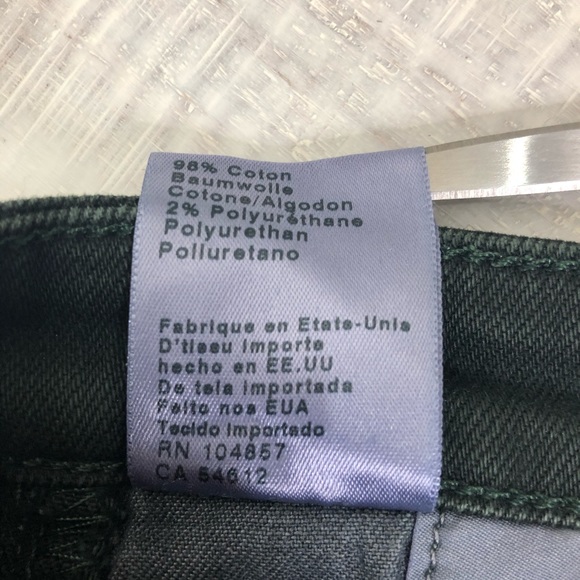 98% Coton
Baumwolle
Cotone/Algodon
2% Polyuréthane
Polyurethan
Poliuretano
Fabrique en Etats-Unis
D'tissu importe
hecho en EE.UU
De tela importada
Feito nos EUA
Tecido importado
RN 104857
CA 54612